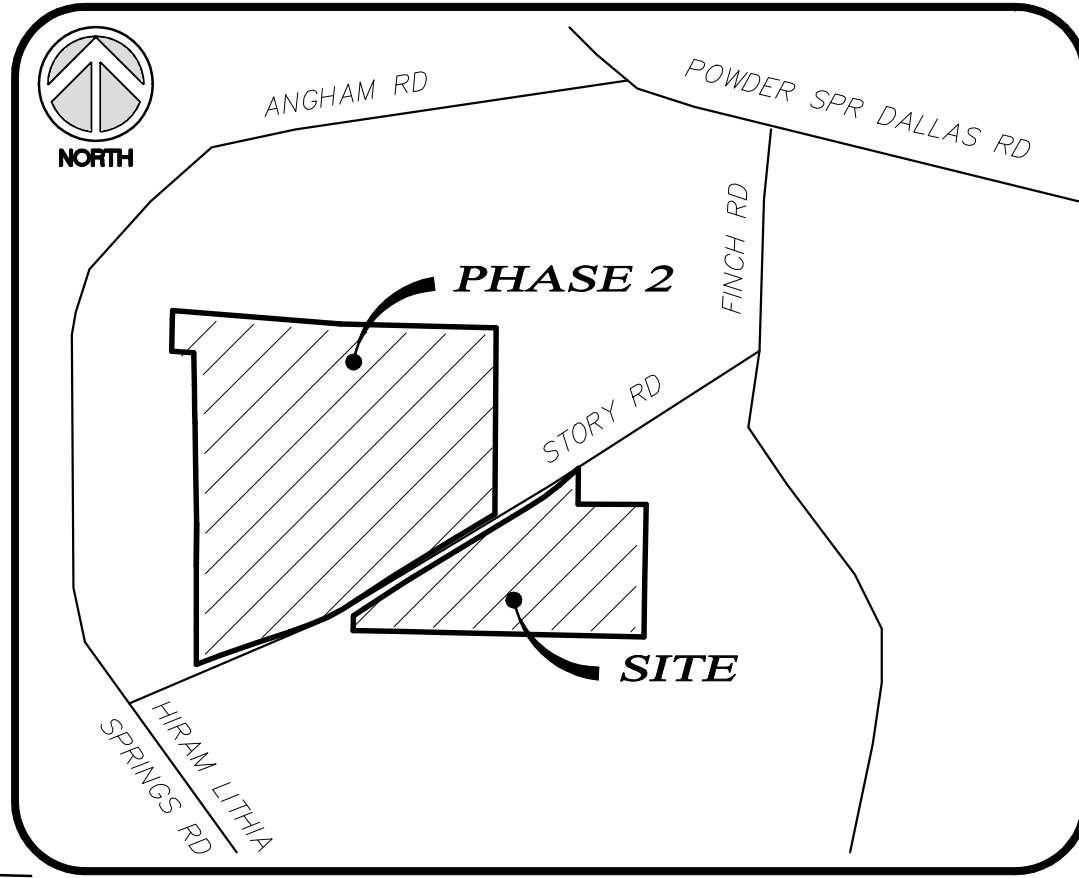 ANGHAM RD
POWDER SPR DALLAS RD
NORTH
FINCH RD
PHASE 2
STORY RD
SITE
HIRAM LITHIA
SPRINGS RD